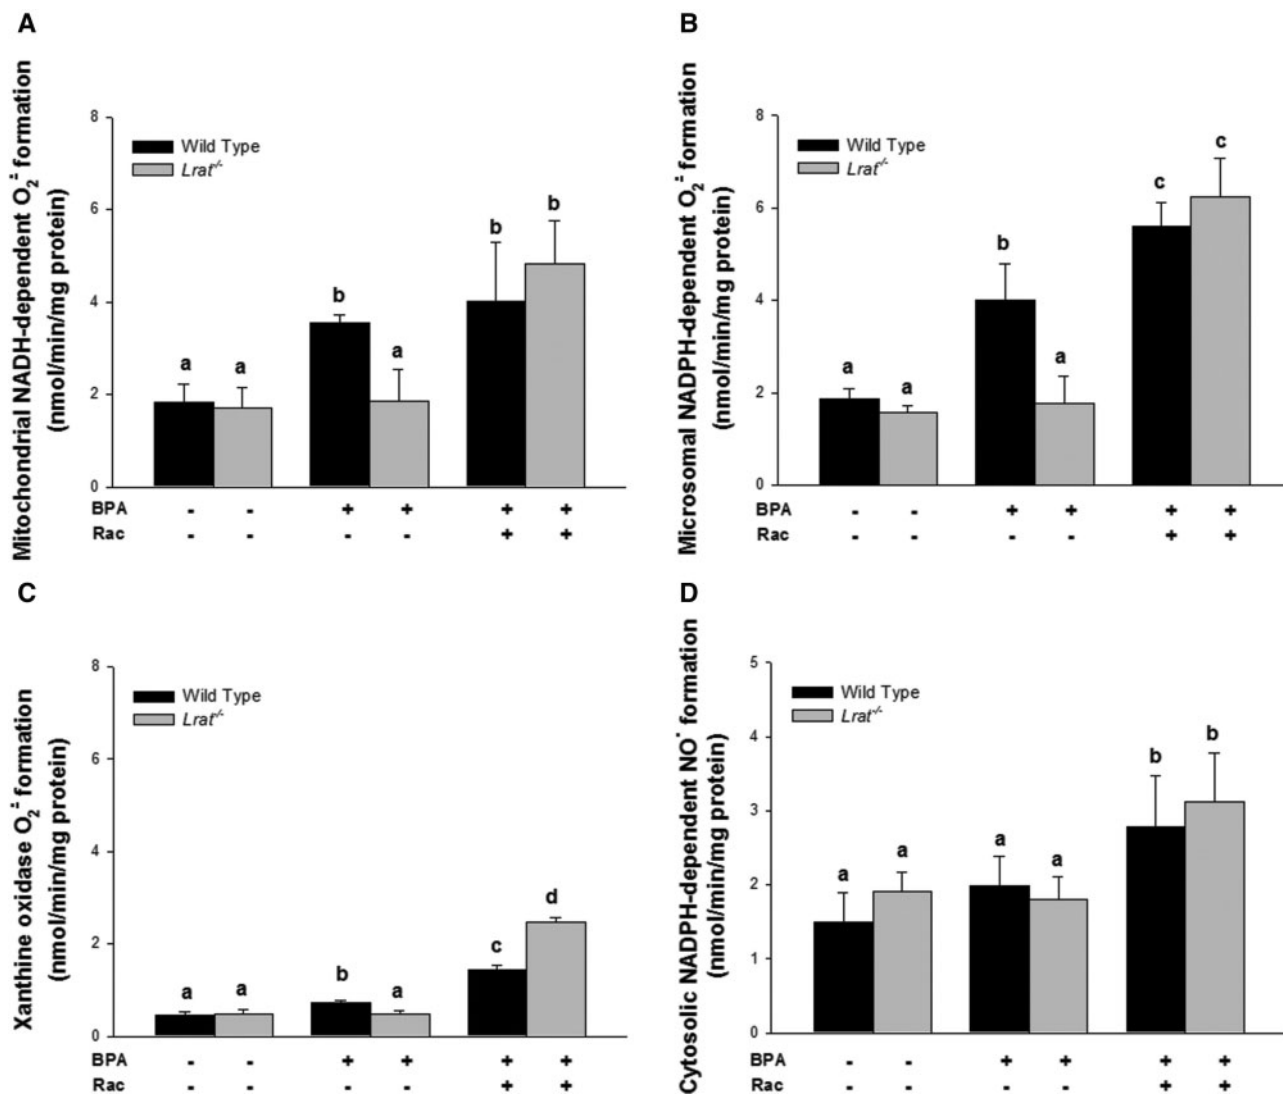 A
Mitochondrial NADH-dependent O₂∸ formation
(nmol/min/mg protein)
8
6
4
2
0
Wild Type
Lrat-/-
a
a
b
a
b
b
BPA - - + + + +
Rac - - - - + +
B
Microsomal NADPH-dependent O₂∸ formation
(nmol/min/mg protein)
8
6
4
2
0
Wild Type
Lrat-/-
a
a
b
a
c
c
BPA - - + + + +
Rac - - - - + +
C
Xanthine oxidase O₂∸ formation
(nmol/min/mg protein)
8
6
4
2
0
Wild Type
Lrat-/-
a
a
b
a
c
d
BPA - - + + + +
Rac - - - - + +
D
Cytosolic NADPH-dependent NO˙ formation
(nmol/min/mg protein)
5
4
3
2
1
0
Wild Type
Lrat-/-
a
a
a
a
b
b
BPA - - + + + +
Rac - - - - + +